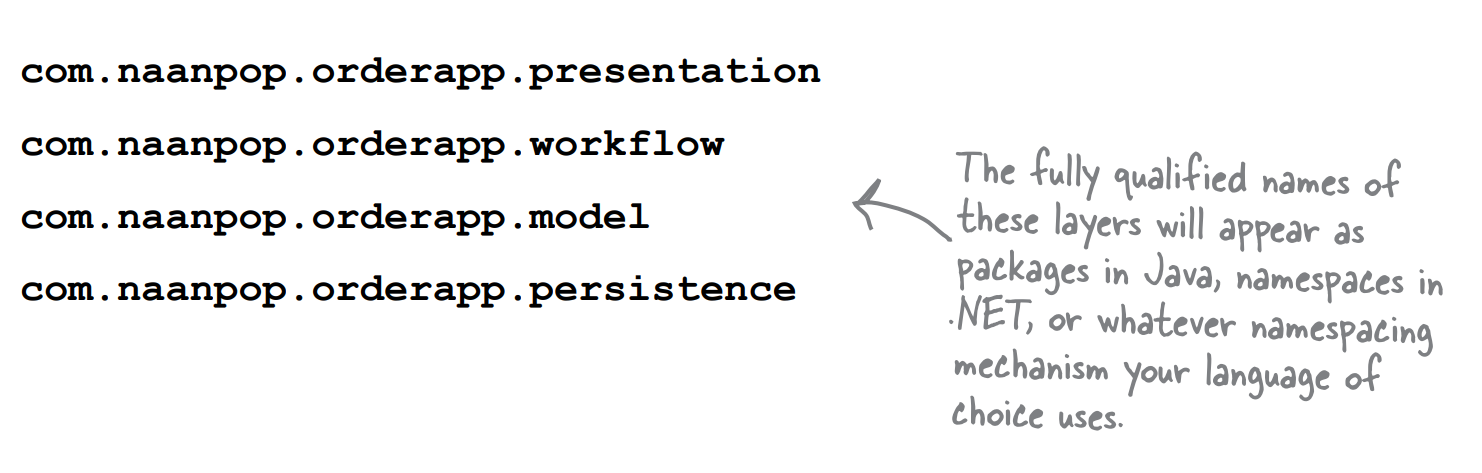 com.naanpop.orderapp.presentation
com.naanpop.orderapp.workflow
com.naanpop.orderapp.model
com.naanpop.orderapp.persistence
The fully qualified names of
these layers will appear as
packages in Java, namespaces in
.NET, or whatever namespacing
mechanism your language of
choice uses.